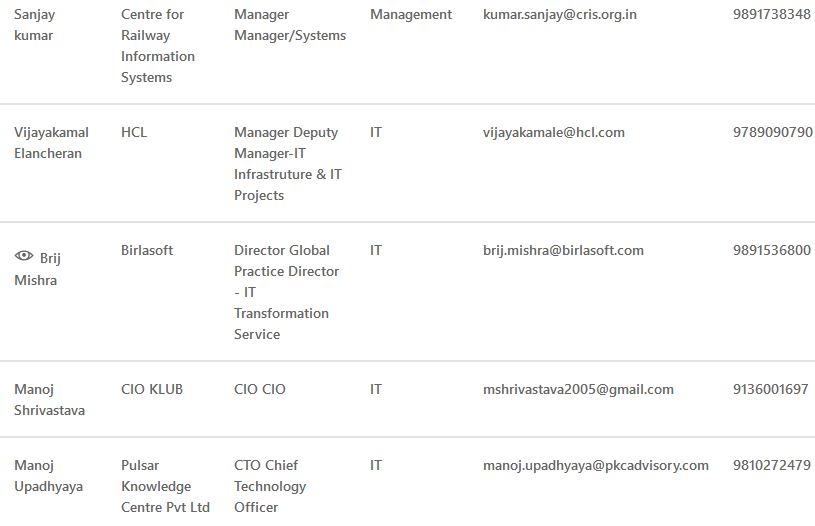 Sanjay kumar Centre for Railway Information Systems Manager Manager/Systems Management kumar.sanjay@cris.org.in 9891738348
Vijayakamal Elancheran HCL Manager Deputy Manager-IT Infrastruture & IT Projects IT vijayakamale@hcl.com 9789090790
Brij Mishra Birlasoft Director Global Practice Director - IT Transformation Service IT brij.mishra@birlasoft.com 9891536800
Manoj Shrivastava CIO KLUB CIO CIO IT mshrivastava2005@gmail.com 9136001697
Manoj Upadhyaya Pulsar Knowledge Centre Pvt Ltd CTO Chief Technology Officer IT manoj.upadhyaya@pkcadvisory.com 9810272479